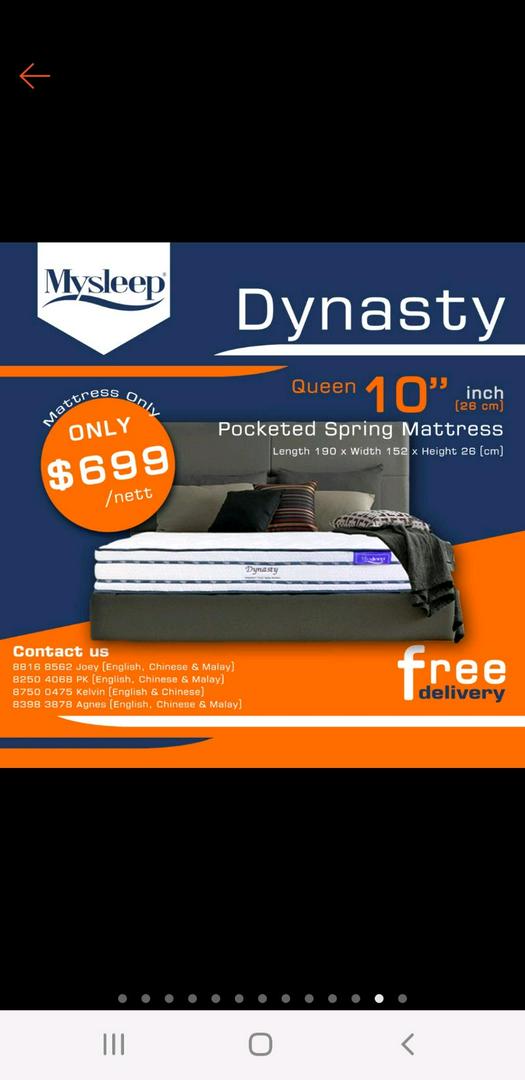 Mysleep®
Dynasty
Queen 10” inch
(26 cm)
Mattress Only
ONLY
$699
/nett
Pocketed Spring Mattress
Length 190 x Width 152 x Height 26 (cm)
Mysleep
Dynasty
Contact us
8816 8562 Joey (English, Chinese & Malay)
8250 4068 PK (English, Chinese & Malay)
8750 0475 Kelvin (English & Chinese)
8398 3878 Agnes (English, Chinese & Malay)
free
delivery